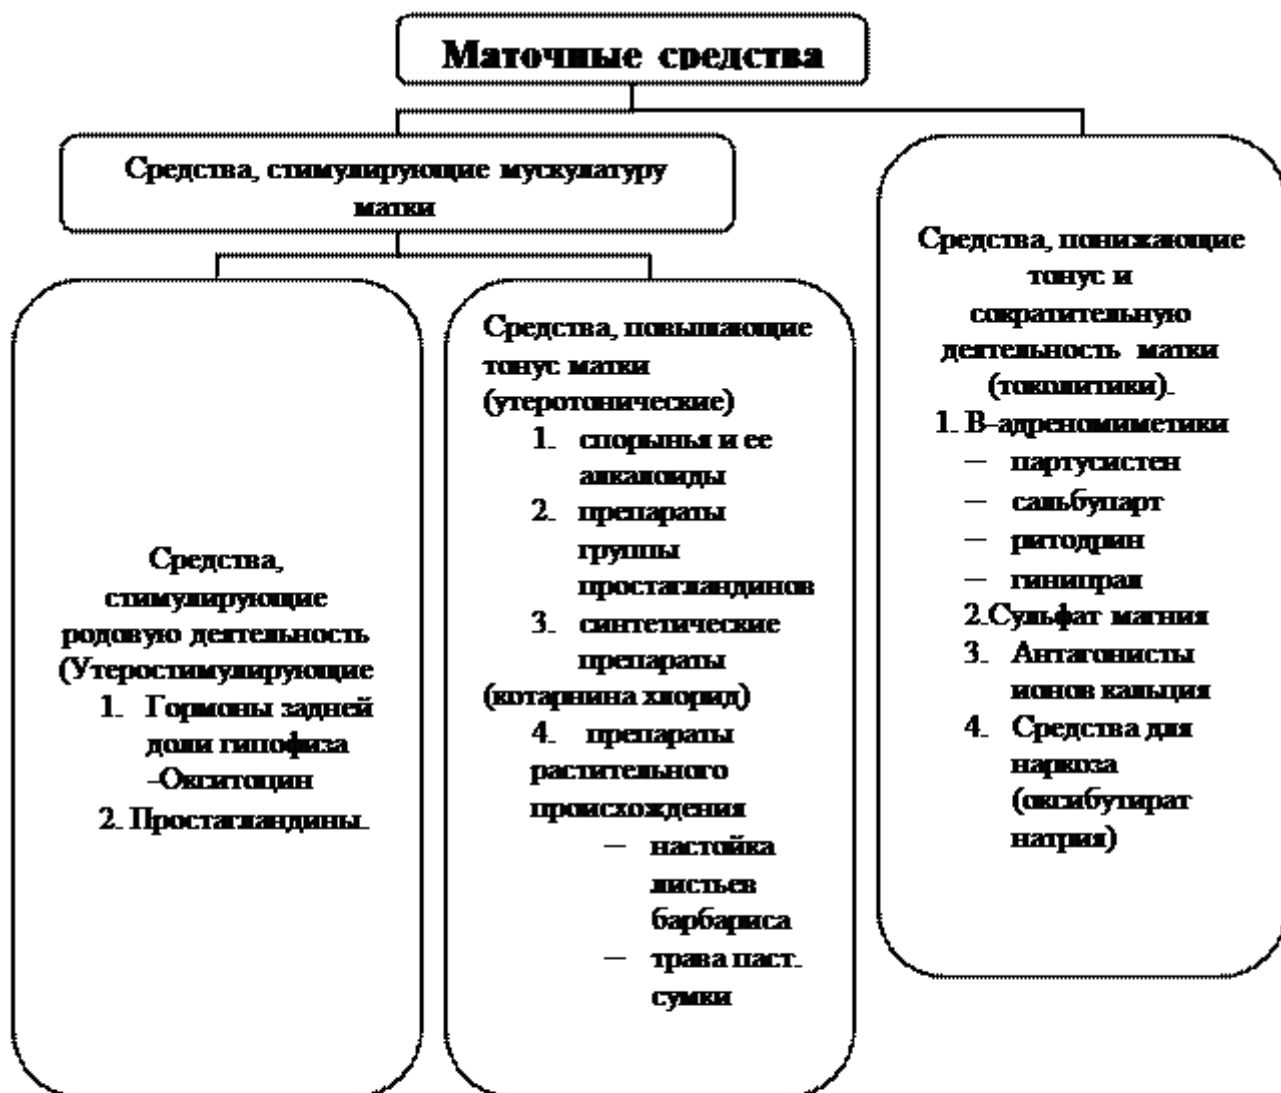 Маточные средства
Средства, стимулирующие мускулатуру
матки
Средства,
стимулирующие
родовую деятельность
(Утеростимулирующие
1. Гормоны задней
доли гипофиза
-Окситоцин
2. Простагландины.
Средства, повышающие
тонус матки
(утеротонические)
1. спорынья и ее
алкалоиды
2. препараты
группы
простагландинов
3. синтетические
препараты
(котарнина хлорид)
4. препараты
растительного
происхождения
– настойка
листьев
барбариса
– трава паст.
сумки
Средства, понижающие
тонус и
сократительную
деятельность матки
(токолитики).
1. В-адреномиметики
– партусистен
– сальбупарт
– ритодрин
– гинипрал
2.Сульфат магния
3. Антагонисты
ионов кальция
4. Средства для
наркоза
(оксибутират
натрия)